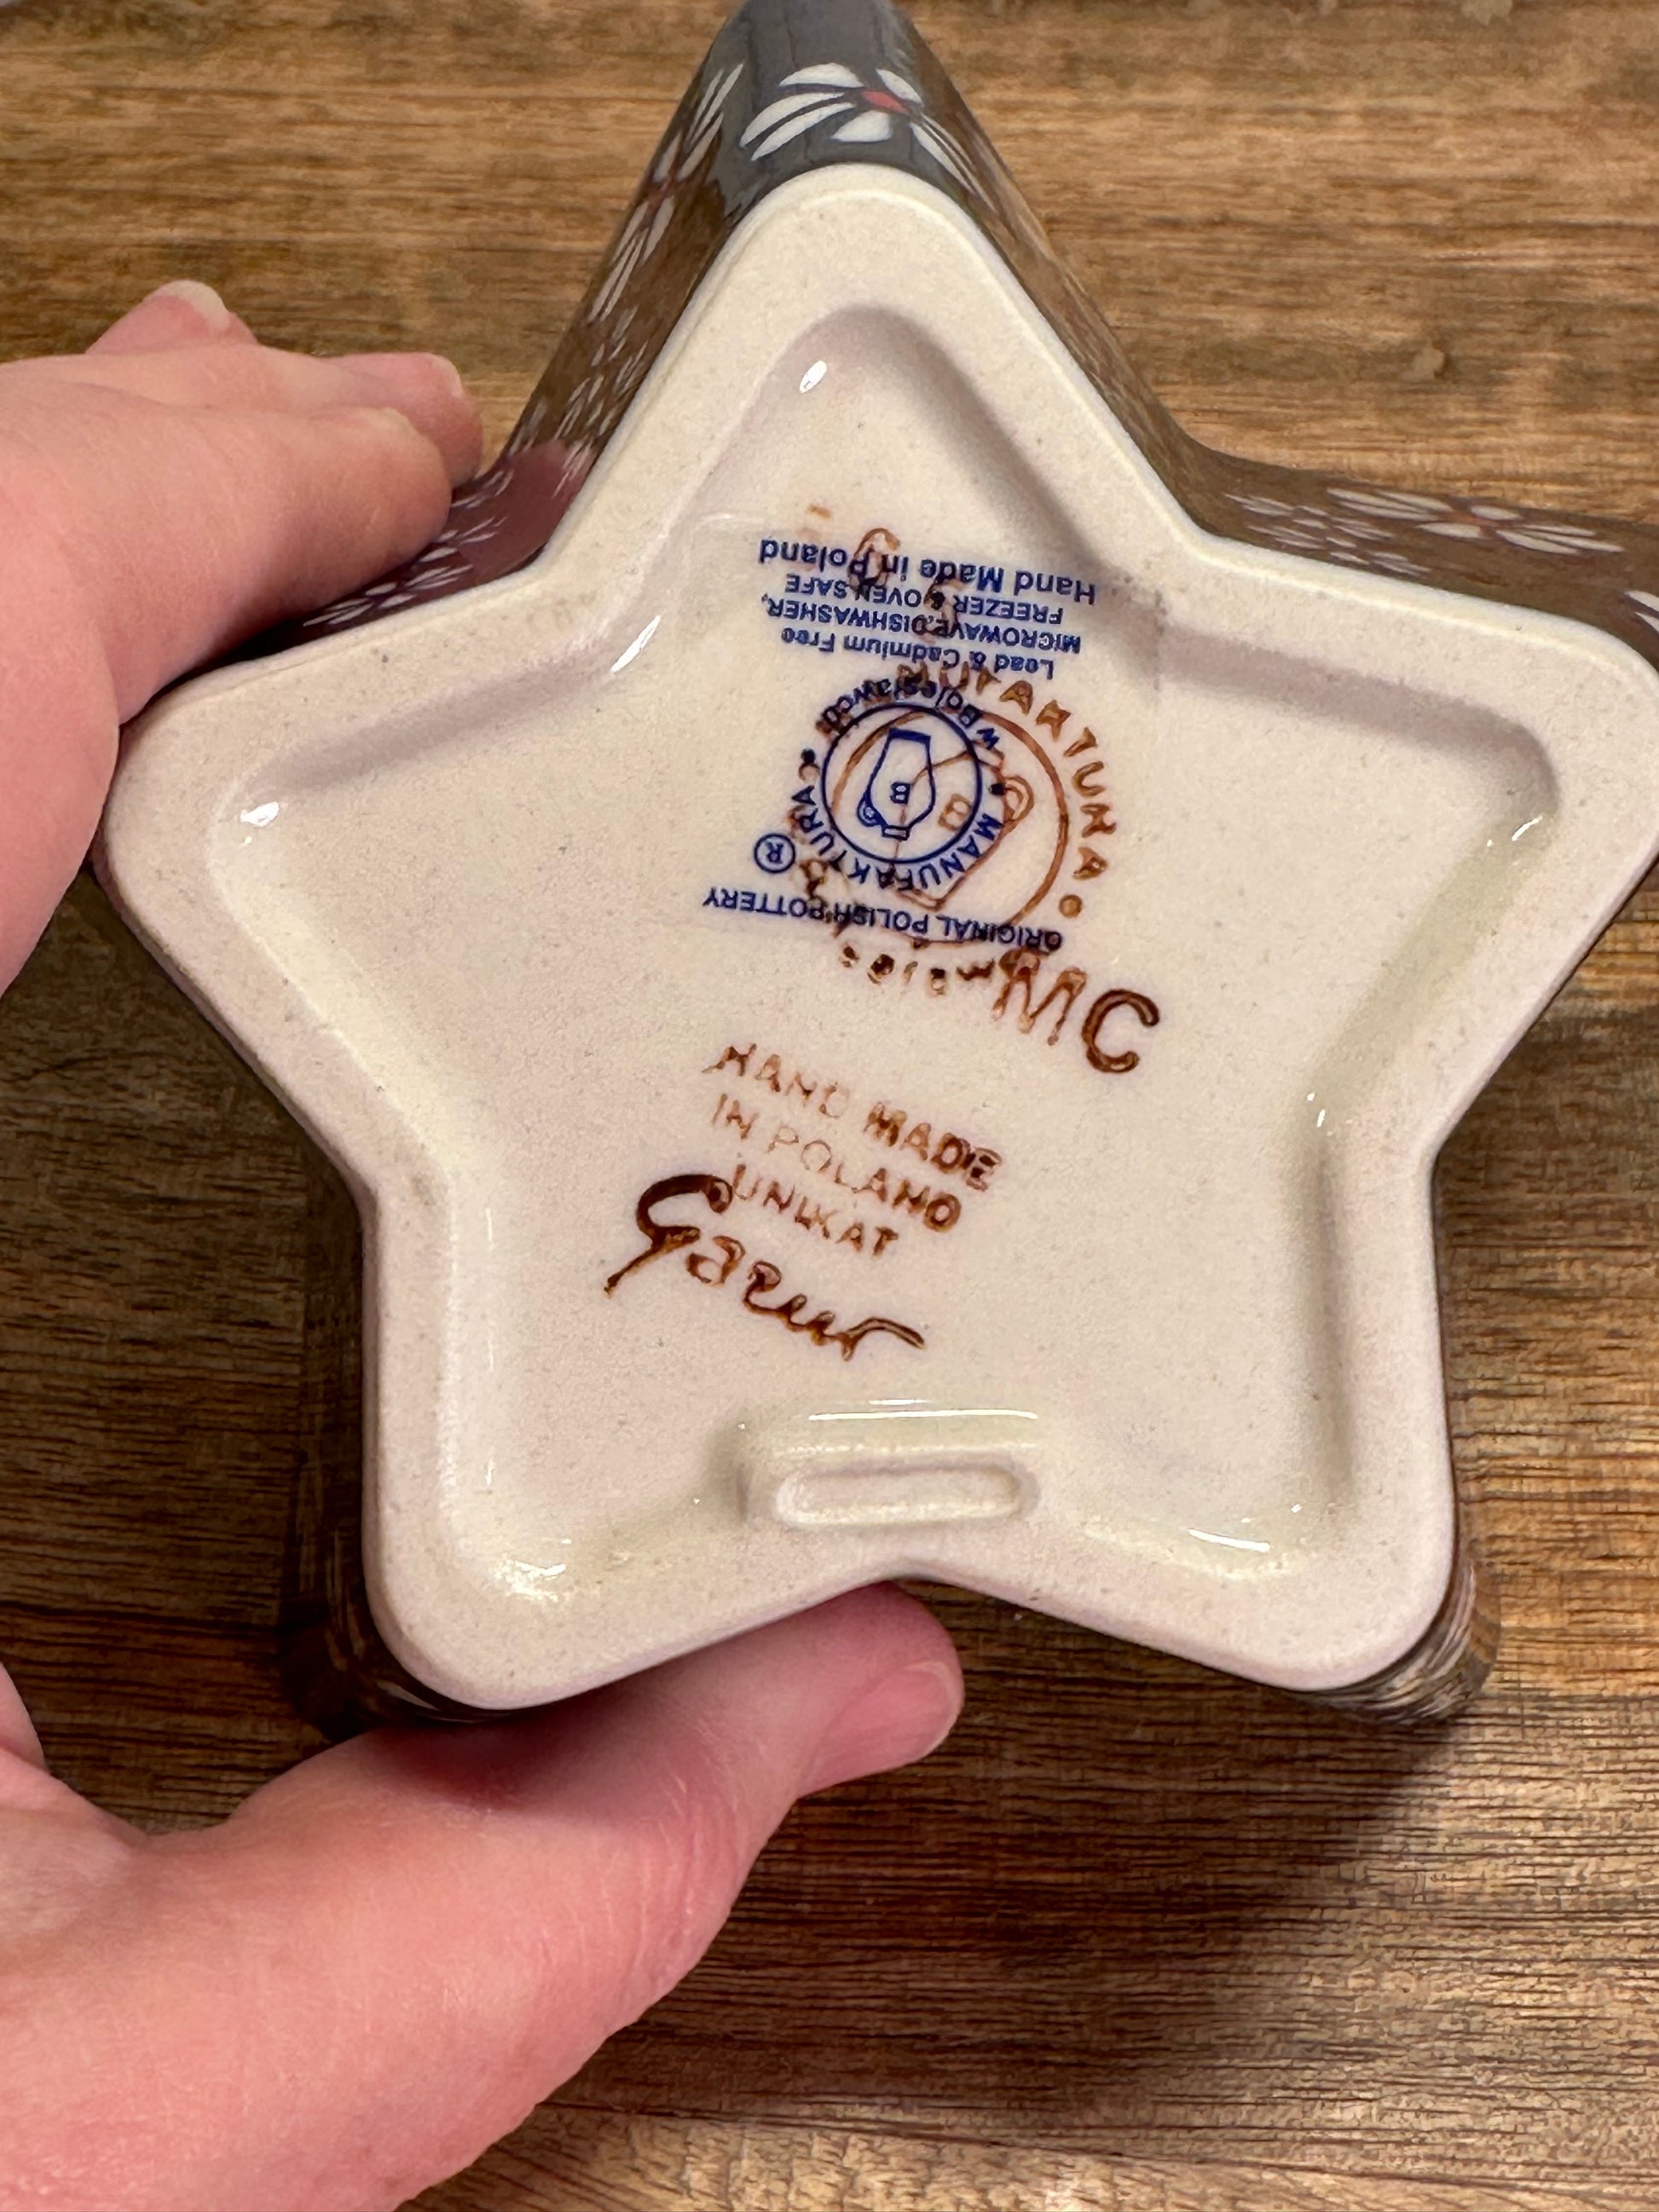 ORIGINAL POLISH POTTERY
MANUFAKTURA
w Bolesławcu
®
B
Lead & Cadmium Free
MICROWAVE, DISHWASHER,
FREEZER & OVEN SAFE
Hand Made in Poland
B
MC
HAND MADE
IN POLAND
UNIKAT